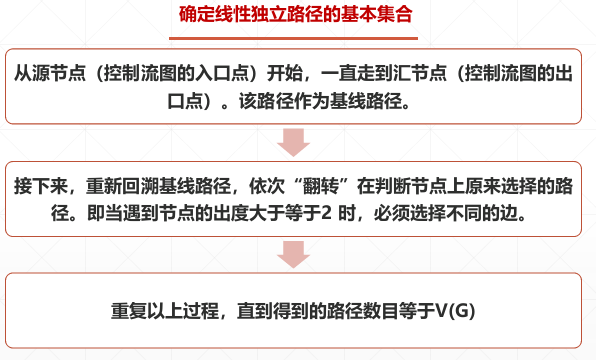 确定线性独立路径的基本集合
从源节点（控制流图的入口点）开始，一直走到汇节点（控制流图的出
口点）。该路径作为基线路径。
接下来，重新回溯基线路径，依次“翻转”在判断节点上原来选择的路
径。即当遇到节点的出度大于等于2 时，必须选择不同的边。
重复以上过程，直到得到的路径数目等于V(G)